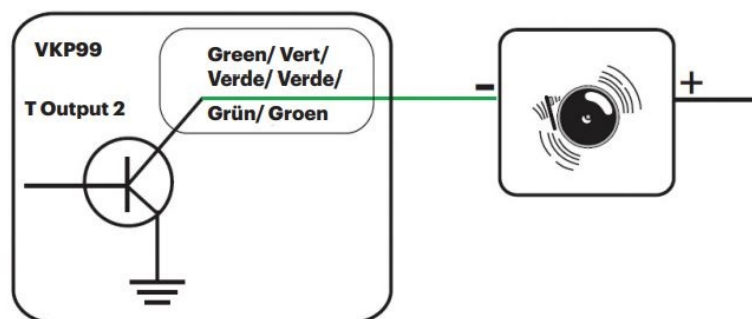 VKP99
Green/ Vert/
Verde/ Verde/
T Output 2
Grün/ Groen
-
+